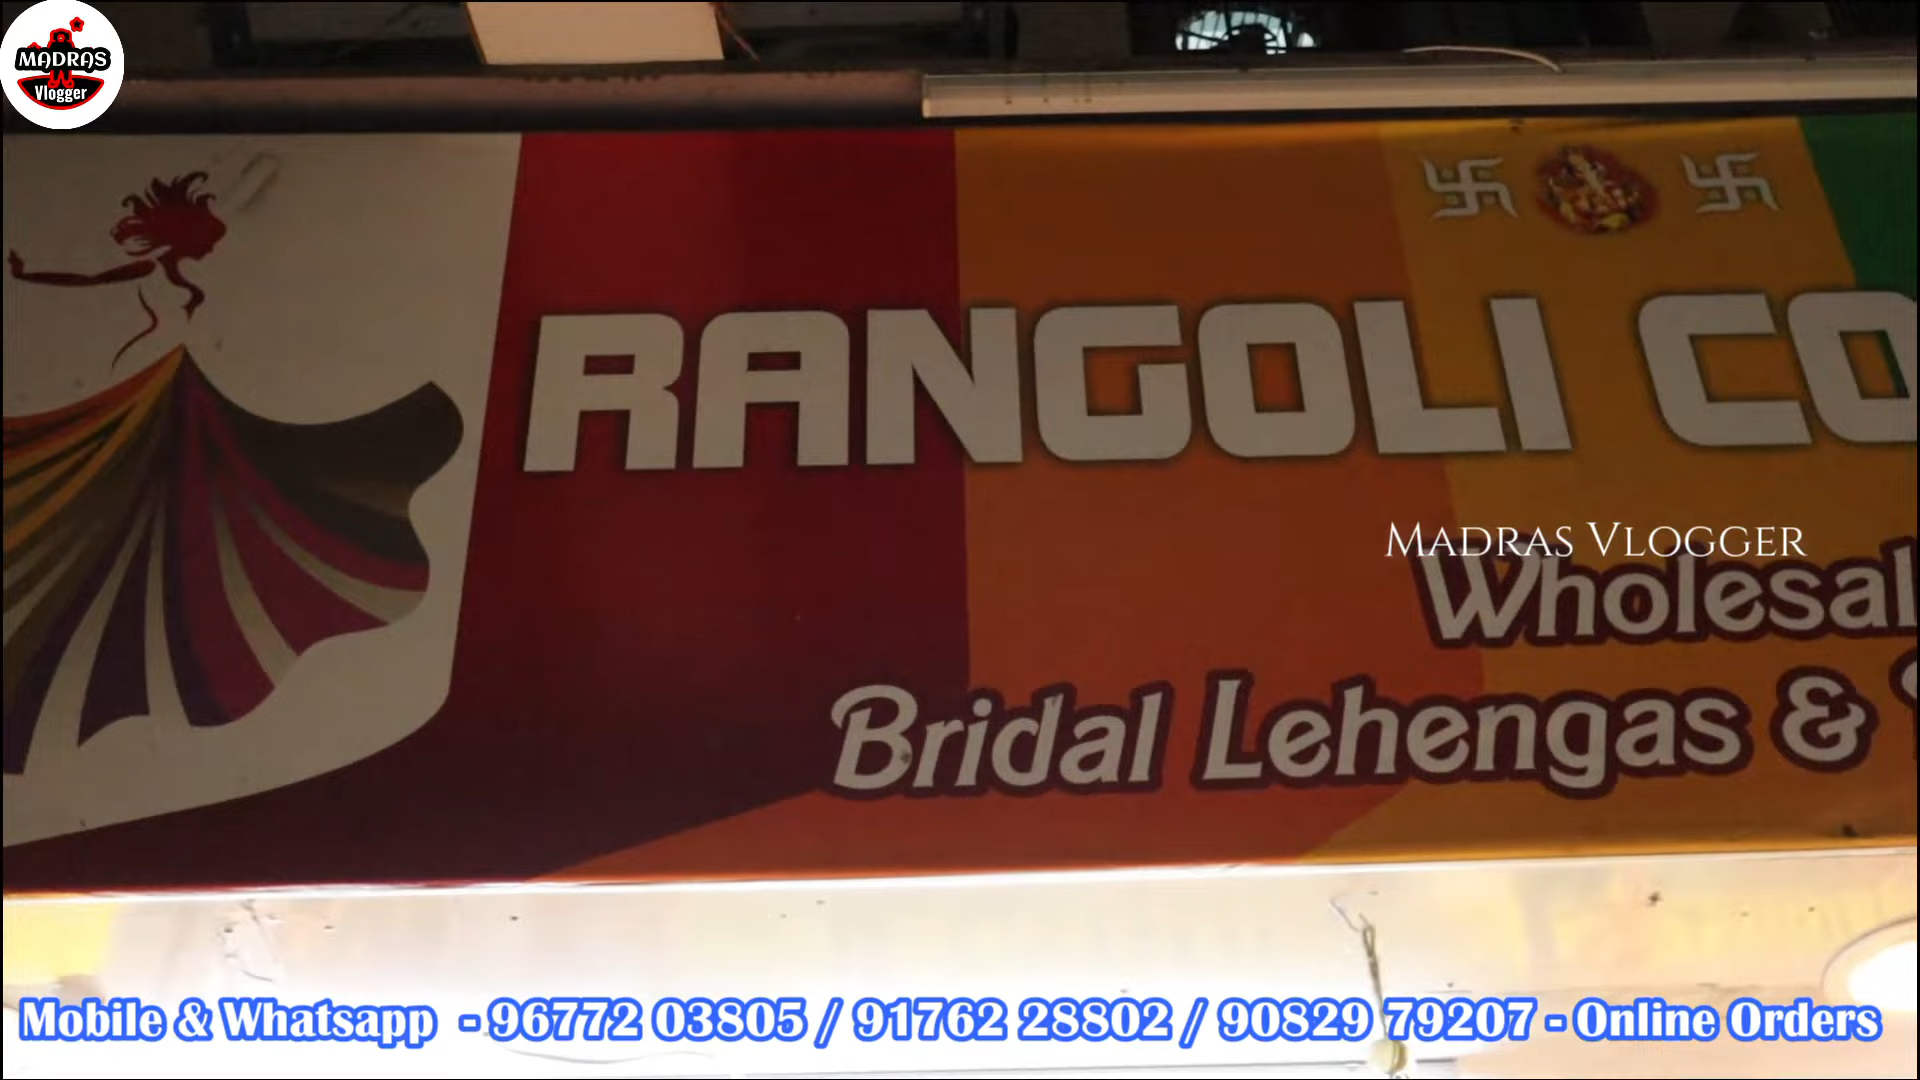 MADRAS
Vlogger
RANGOLI CO
MADRAS VLOGGER
Wholesal
Bridal Lehengas &
Mobile & Whatsapp - 96772 03805 / 91762 28802 / 90829 79207 - Online Orders